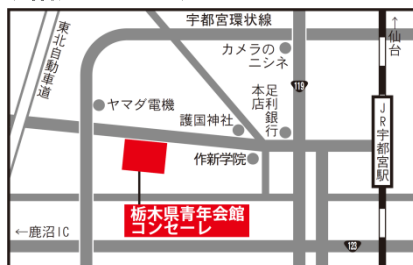 宇都宮環状線
↑仙台
東北自動車道
カメラの
ニシネ
119
ヤマダ電機
足利銀行
本店
護国神社
JR宇都宮駅
作新学院
栃木県青年会館
コンセーレ
←鹿沼IC
123